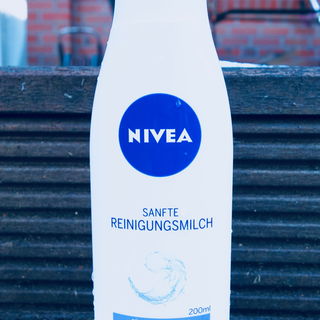 NIVEA
SANFTE
REINIGUNGSMILCH
200ml